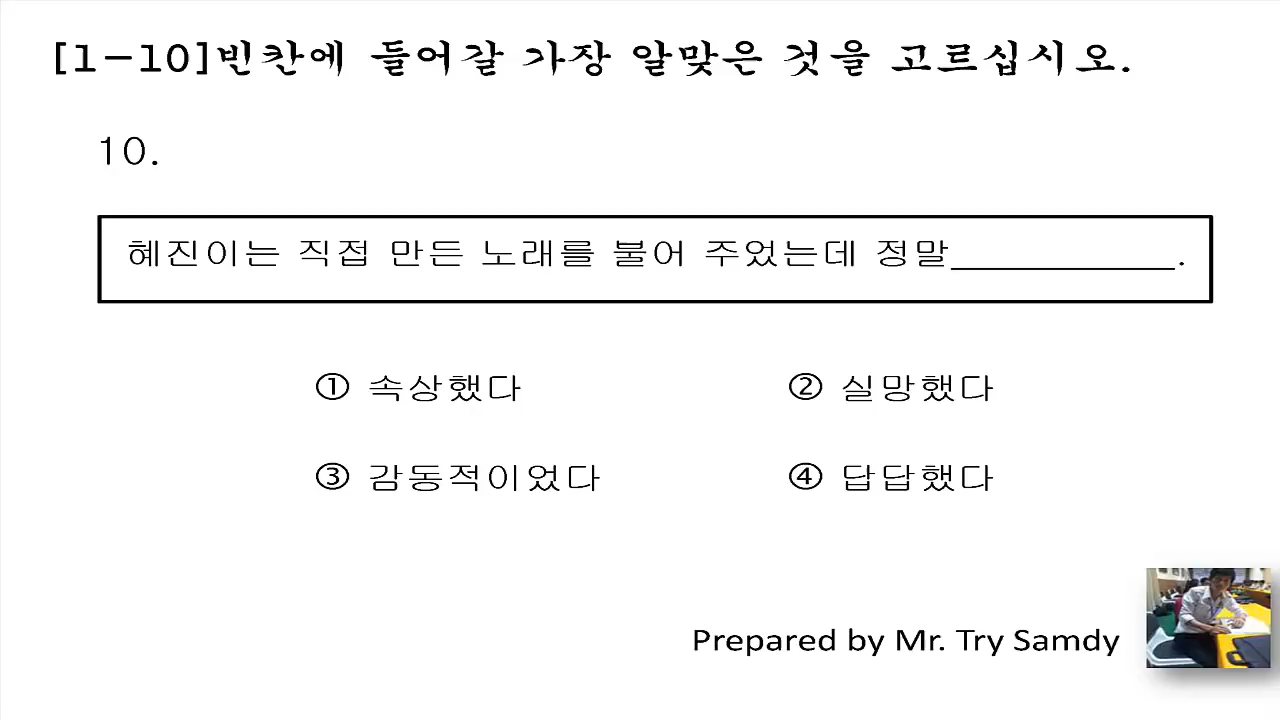 [1-10]빈칸에 들어갈 가장 알맞은 것을 고르십시오.
10.
혜진이는 직접 만든 노래를 불어 주었는데 정말____________.
① 속상했다 ② 실망했다
③ 감동적이었다 ④ 답답했다
Prepared by Mr. Try Samdy